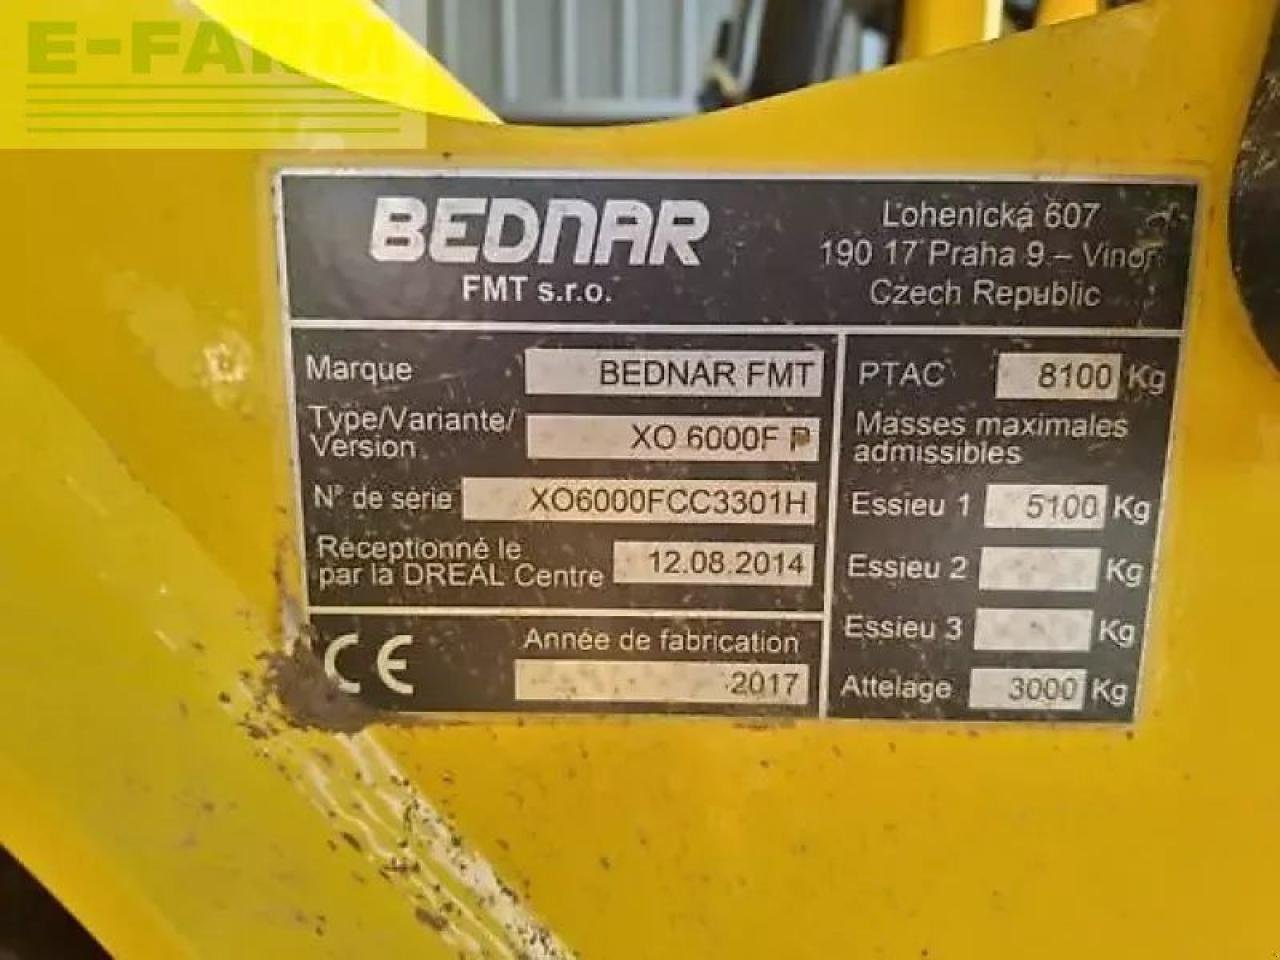 E-FARM
BEDNAR
FMT s.r.o.
Lohenická 607
190 17 Praha 9 – Vinoř
Czech Republic
Marque BEDNAR FMT
Type/Variante/
Version XO 6000F P
N° de série XO6000FCC3301H
Réceptionné le
par la DREAL Centre 12.08.2014
CE
Année de fabrication
2017
PTAC 8100 Kg
Masses maximales
admissibles
Essieu 1 5100 Kg
Essieu 2 Kg
Essieu 3 Kg
Attelage 3000 Kg